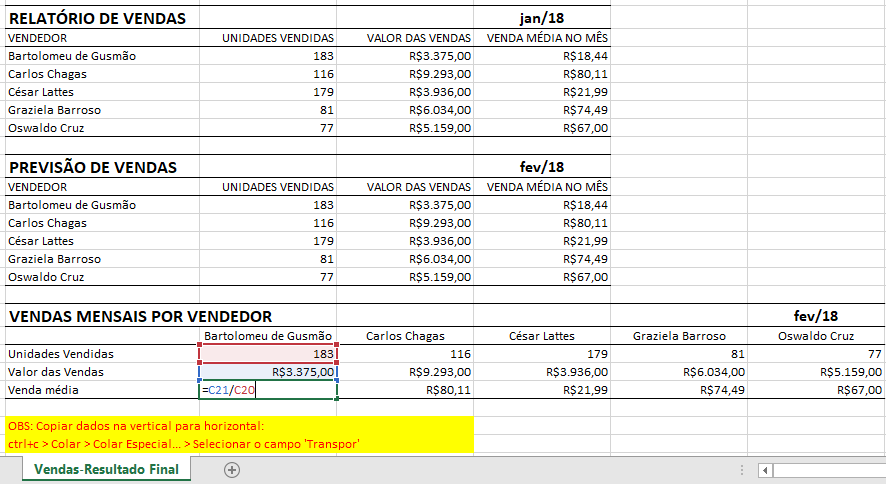 RELATÓRIO DE VENDAS jan/18
VENDEDOR UNIDADES VENDIDAS VALOR DAS VENDAS VENDA MÉDIA NO MÊS
Bartolomeu de Gusmão 183 R$3.375,00 R$18,44
Carlos Chagas 116 R$9.293,00 R$80,11
César Lattes 179 R$3.936,00 R$21,99
Graziela Barroso 81 R$6.034,00 R$74,49
Oswaldo Cruz 77 R$5.159,00 R$67,00
PREVISÃO DE VENDAS fev/18
VENDEDOR UNIDADES VENDIDAS VALOR DAS VENDAS VENDA MÉDIA NO MÊS
Bartolomeu de Gusmão 183 R$3.375,00 R$18,44
Carlos Chagas 116 R$9.293,00 R$80,11
César Lattes 179 R$3.936,00 R$21,99
Graziela Barroso 81 R$6.034,00 R$74,49
Oswaldo Cruz 77 R$5.159,00 R$67,00
VENDAS MENSAIS POR VENDEDOR fev/18
Bartolomeu de Gusmão Carlos Chagas César Lattes Graziela Barroso Oswaldo Cruz
Unidades Vendidas 183 116 179 81 77
Valor das Vendas R$3.375,00 R$9.293,00 R$3.936,00 R$6.034,00 R$5.159,00
Venda média =C21/C20 R$80,11 R$21,99 R$74,49 R$67,00
OBS: Copiar dados na vertical para horizontal:
ctrl+c > Colar > Colar Especial... > Selecionar o campo 'Transpor'
Vendas-Resultado Final